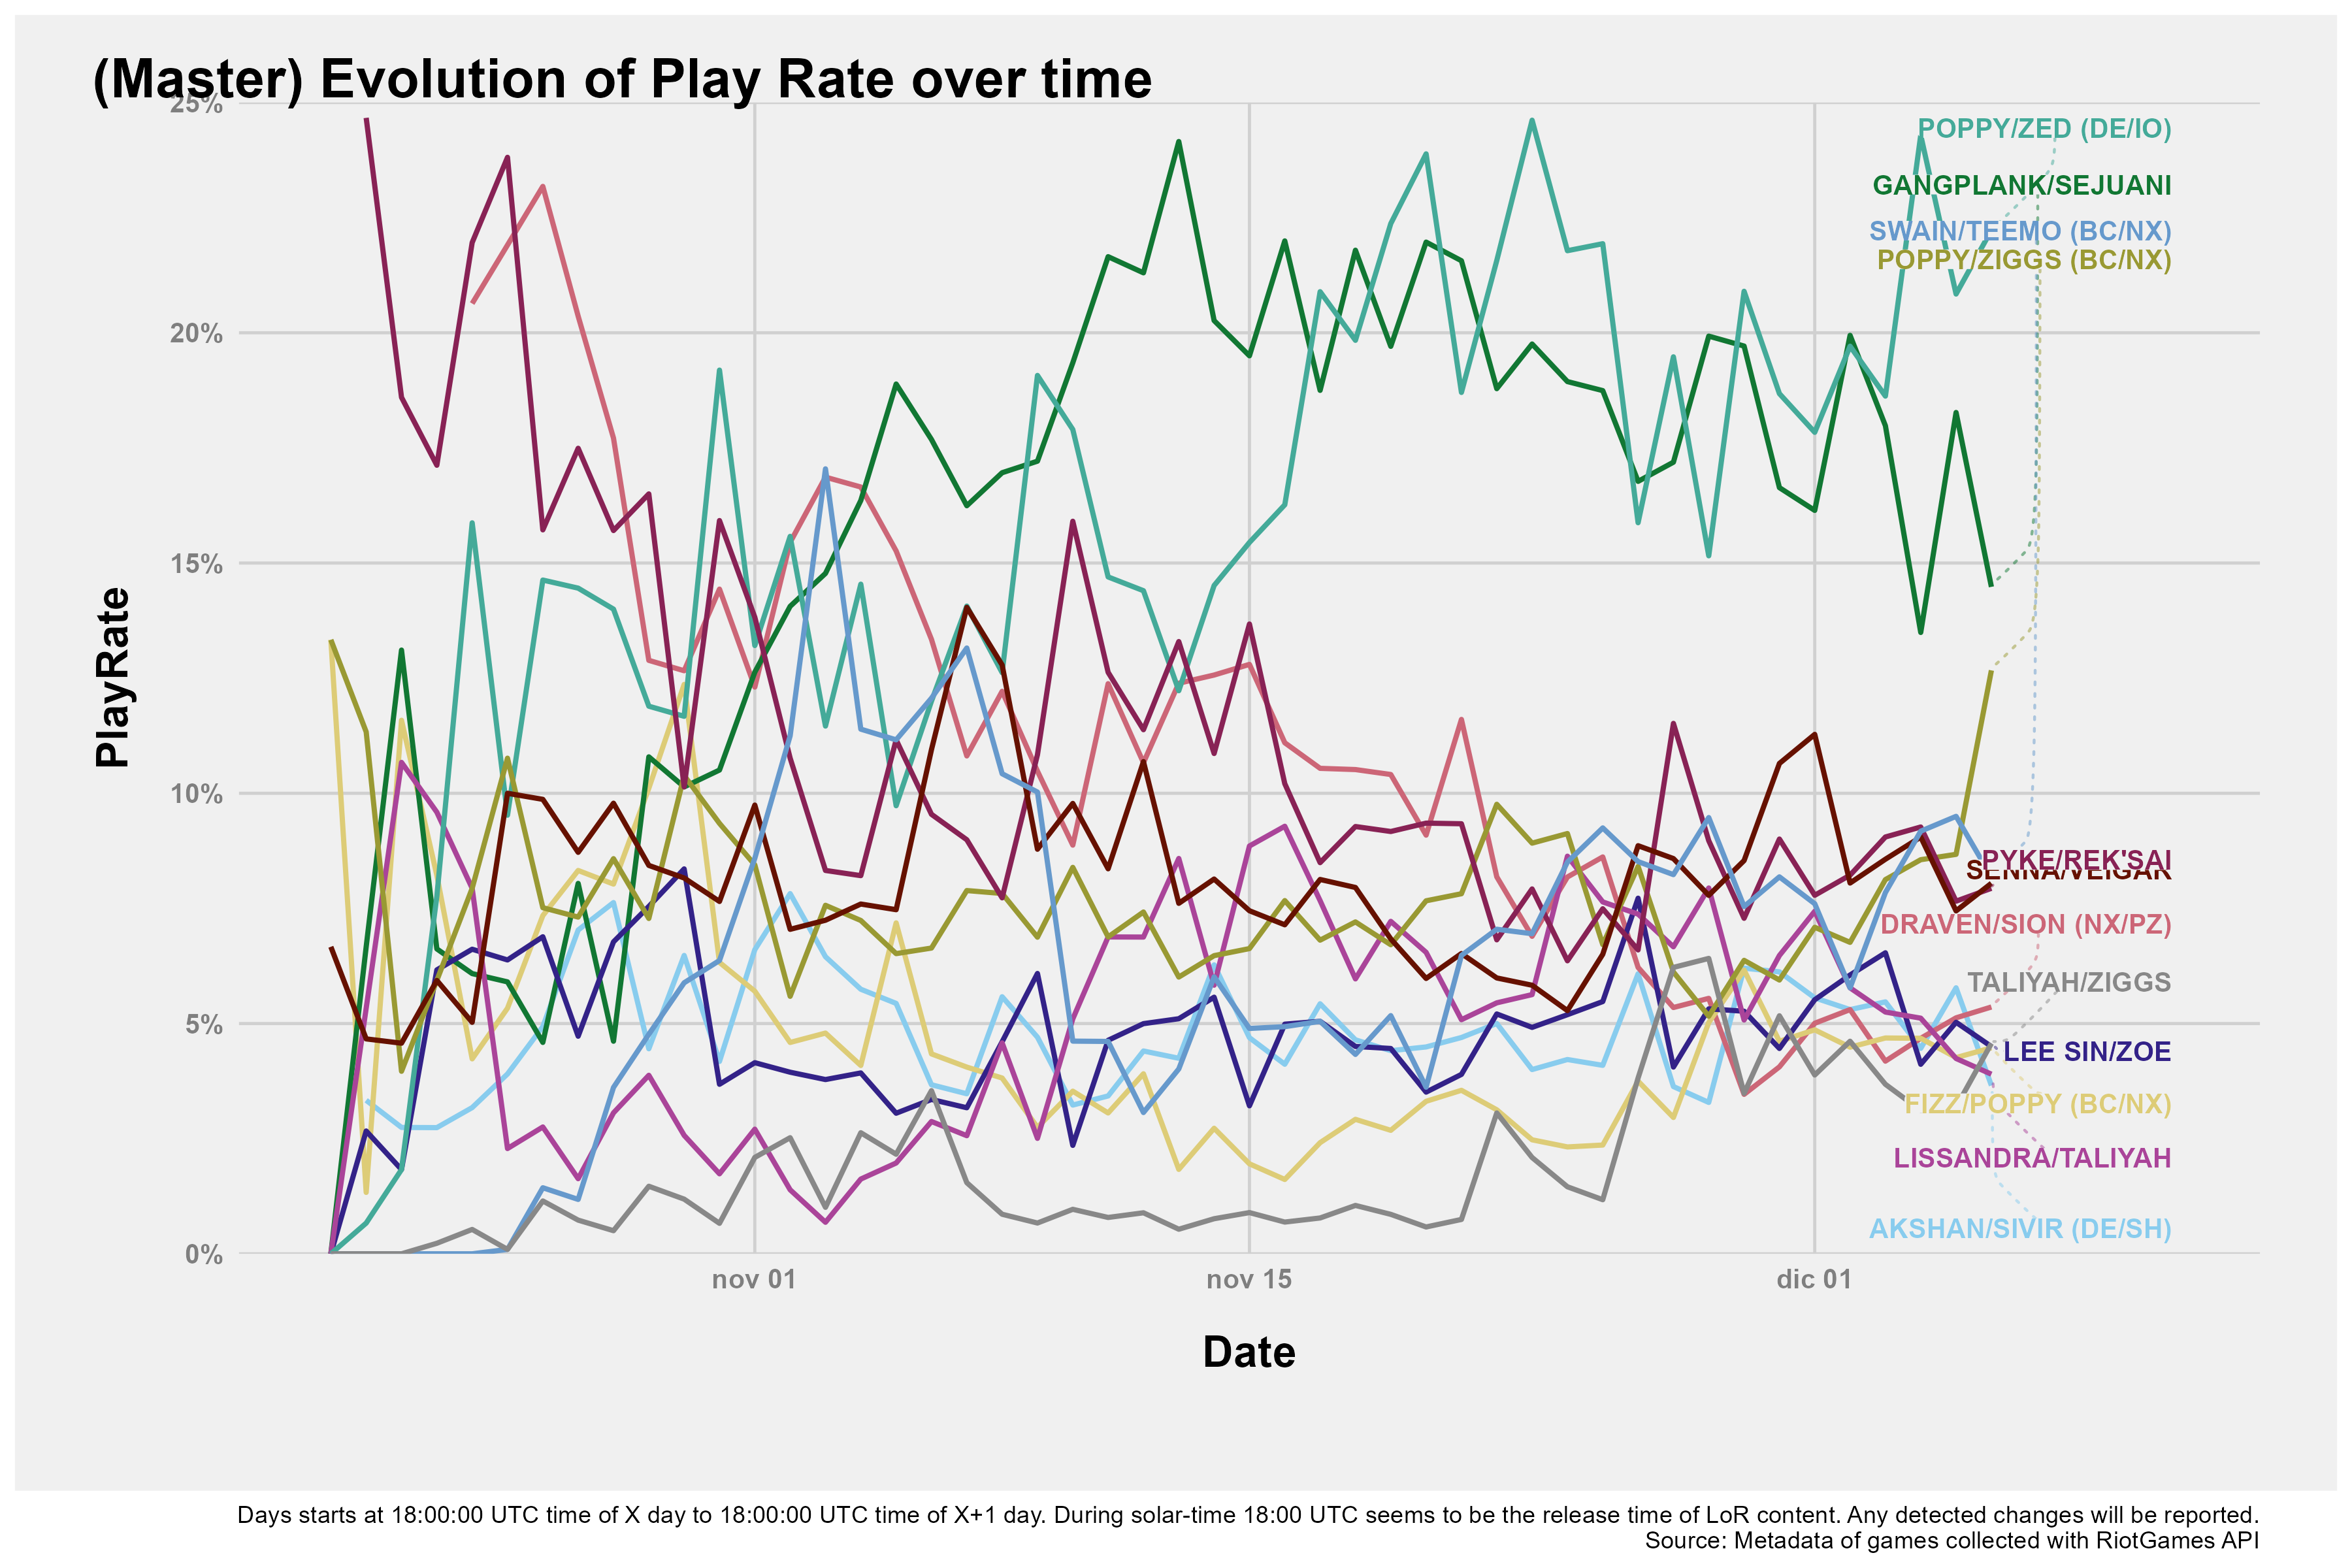 (Master) Evolution of Play Rate over time
25%
POPPY/ZED (DE/IO)
GANGPLANK/SEJUANI
SWAIN/TEEMO (BC/NX)
POPPY/ZIGGS (BC/NX)
20%
15%
10%
PlayRate
PYKE/REK'SAI
SENNA/VEIGAR
DRAVEN/SION (NX/PZ)
TALIYAH/ZIGGS
5%
LEE SIN/ZOE
FIZZ/POPPY (BC/NX)
LISSANDRA/TALIYAH
AKSHAN/SIVIR (DE/SH)
0%
nov 01
nov 15
dic 01
Date
Days starts at 18:00:00 UTC time of X day to 18:00:00 UTC time of X+1 day. During solar-time 18:00 UTC seems to be the release time of LoR content. Any detected changes will be reported.
Source: Metadata of games collected with RiotGames API